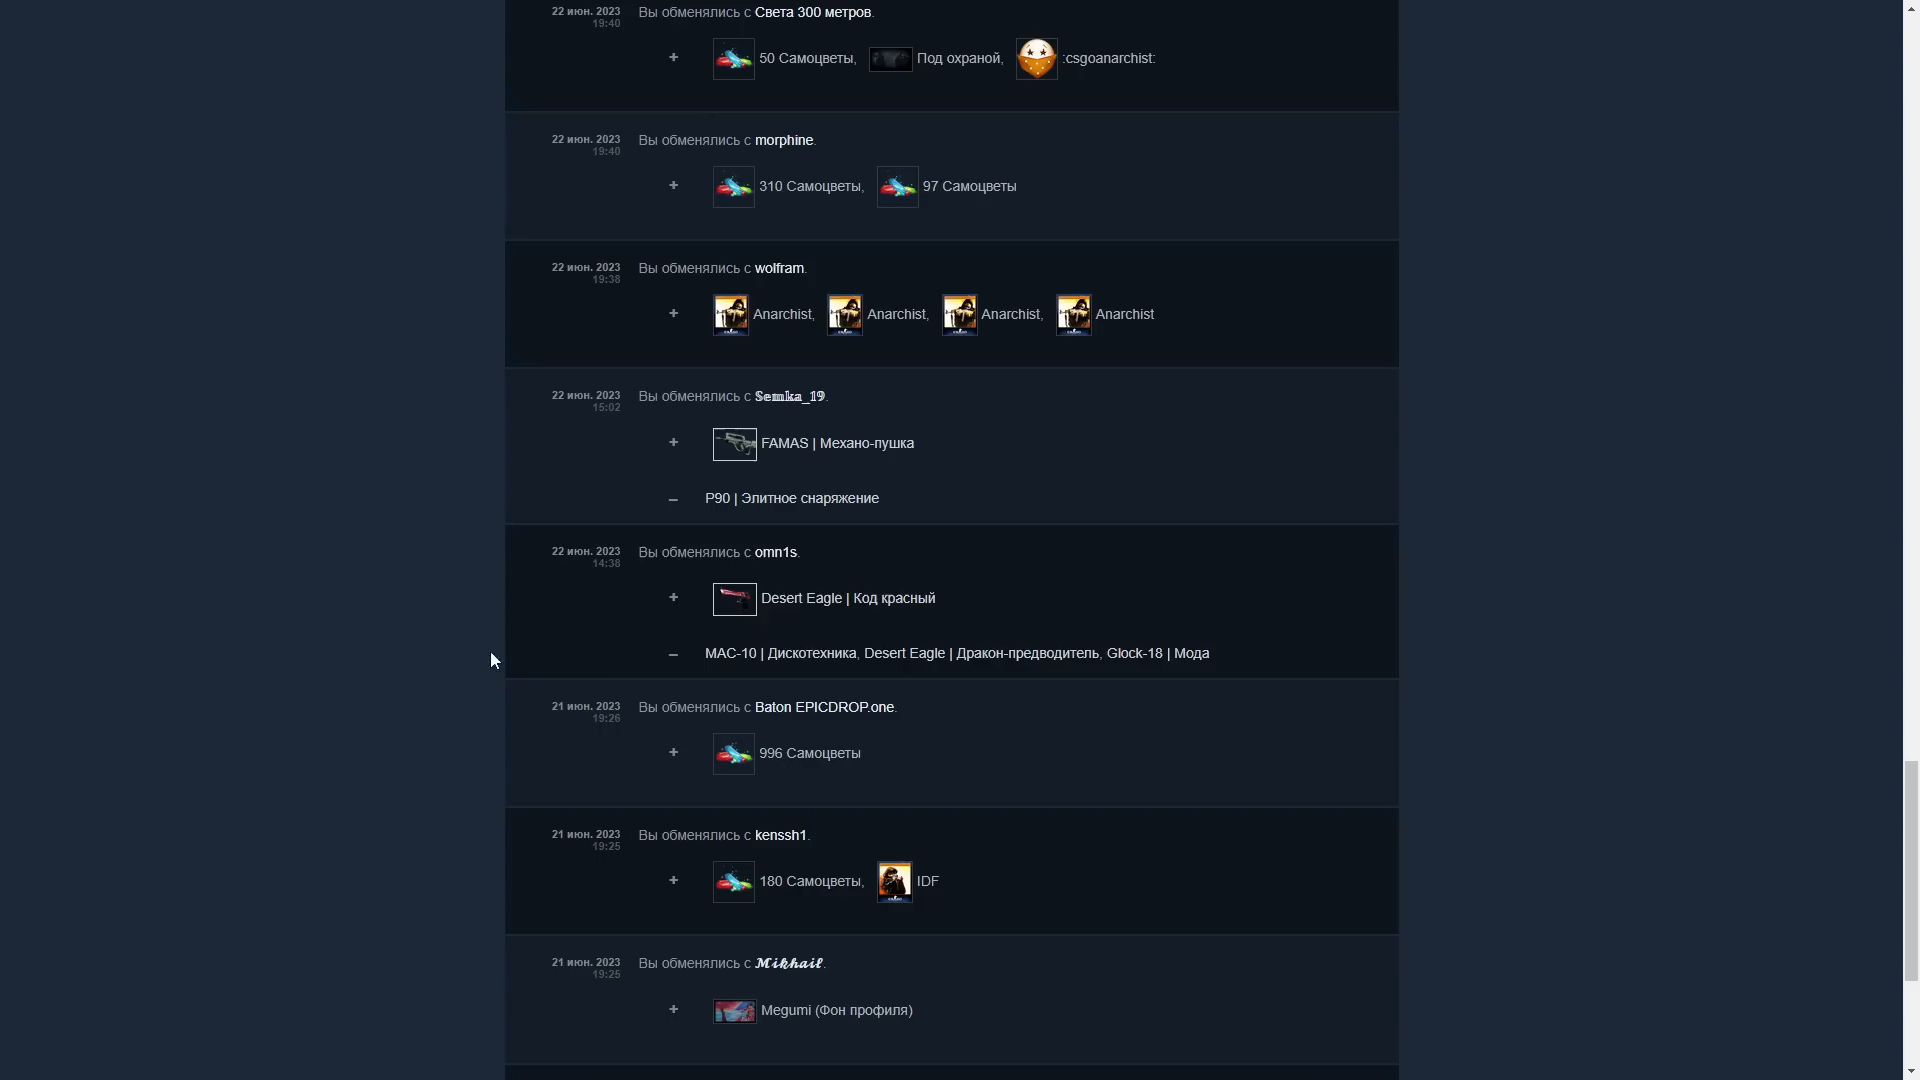 22 июн. 2023 Вы обменялись с Света 300 метров.
19:40
+ 50 Самоцветы, Под охраной, :csgoanarchist:
22 июн. 2023 Вы обменялись с morphine.
19:40
+ 310 Самоцветы, 97 Самоцветы
22 июн. 2023 Вы обменялись с wolfram.
19:38
+ Anarchist, Anarchist, Anarchist, Anarchist
22 июн. 2023 Вы обменялись с 𝕊𝕖𝕞𝕜𝕒_𝟙𝟡.
15:02
+ FAMAS | Механо-пушка
– P90 | Элитное снаряжение
22 июн. 2023 Вы обменялись с omn1s.
14:38
+ Desert Eagle | Код красный
– MAC-10 | Дискотехника, Desert Eagle | Дракон-предводитель, Glock-18 | Мода
21 июн. 2023 Вы обменялись с Baton EPICDROP.one.
19:26
+ 996 Самоцветы
21 июн. 2023 Вы обменялись с kenssh1.
19:25
+ 180 Самоцветы, IDF
21 июн. 2023 Вы обменялись с 𝓜𝓲𝓴𝓱𝓪𝓲𝓵.
19:25
+ Megumi (Фон профиля)